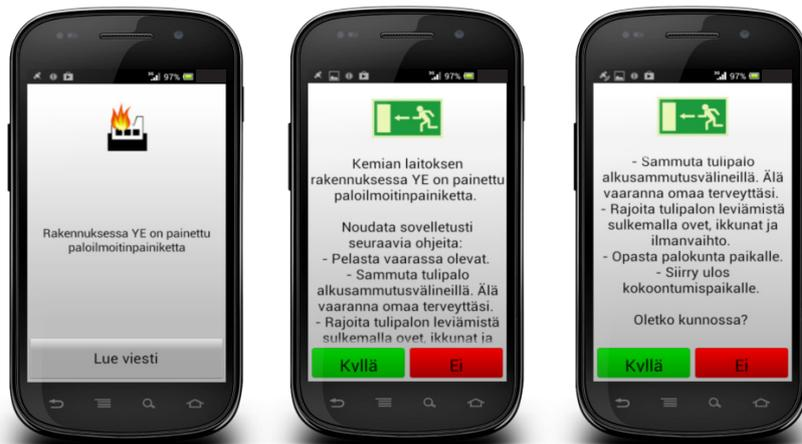 97%
Rakennuksessa YE on painettu
paloilmoitinpainiketta
Lue viesti
97%
Kemian laitoksen
rakennuksessa YE on painettu
paloilmoitinpainiketta.
Noudata sovelletusti
seuraavia ohjeita:
- Pelasta vaarassa olevat.
- Sammuta tulipalo
alkusammutusvälineillä. Älä
vaaranna omaa terveyttäsi.
- Rajoita tulipalon leviämistä
sulkemalla ovet, ikkunat ja
Kyllä
Ei
97%
- Sammuta tulipalo
alkusammutusvälineillä. Älä
vaaranna omaa terveyttäsi.
- Rajoita tulipalon leviämistä
sulkemalla ovet, ikkunat ja
ilmanvaihto.
- Opasta palokunta paikalle.
- Siirry ulos
kokoontumispaikalle.
Oletko kunnossa?
Kyllä
Ei